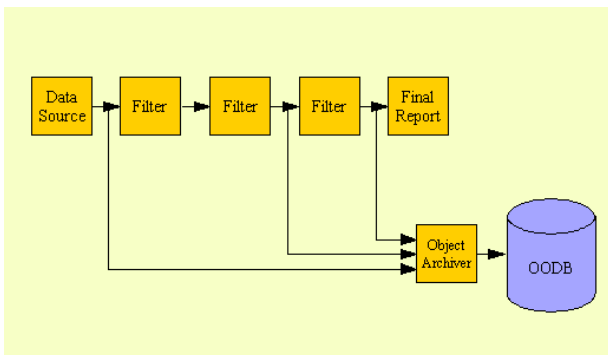 Data
Source
Filter
Filter
Filter
Final
Report
Object
Archiver
OODB